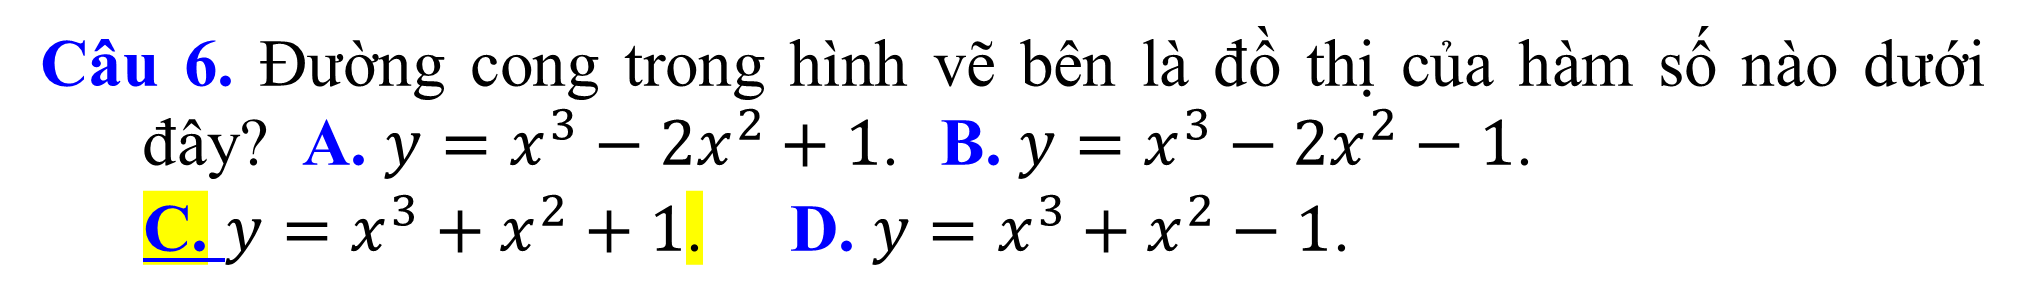 Câu 6. Đường cong trong hình vẽ bên là đồ thị của hàm số nào dưới
đây? A. y = x³ − 2x² + 1. B. y = x³ − 2x² − 1.
C. y = x³ + x² + 1. D. y = x³ + x² − 1.